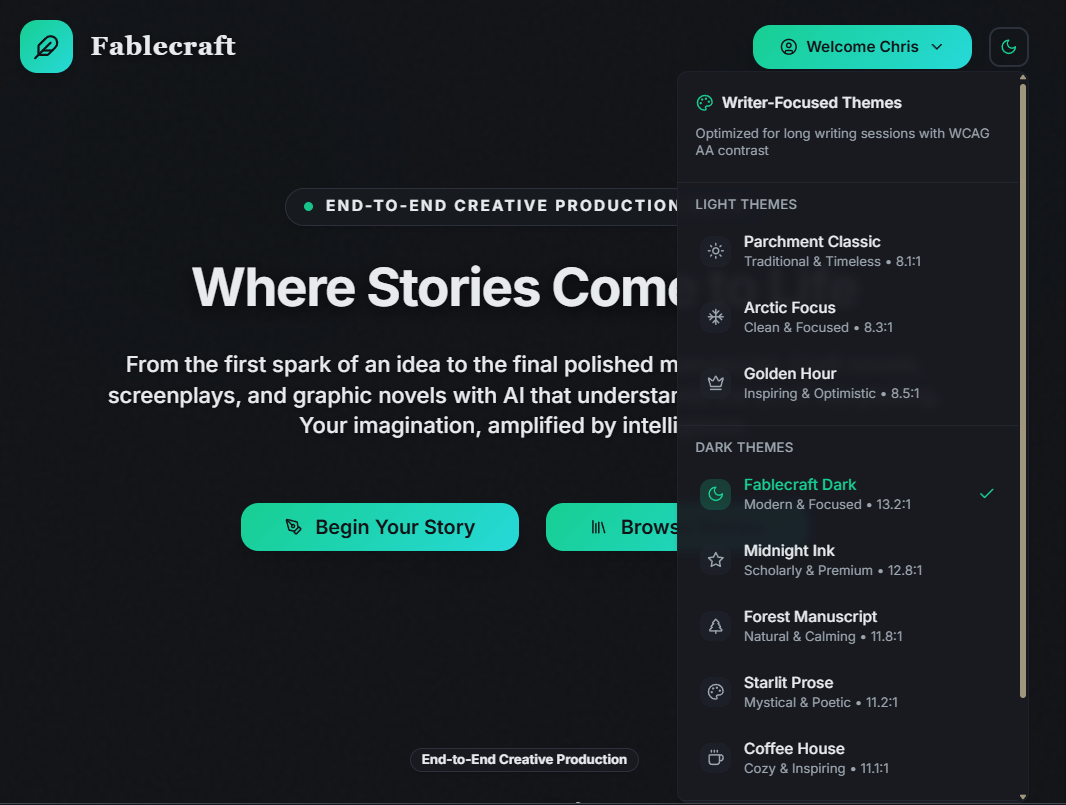 Fablecraft
Welcome Chris
END-TO-END CREATIVE PRODUCTION
Where Stories Come to Life
From the first spark of an idea to the final polished m
screenplays, and graphic novels with AI that understan
Your imagination, amplified by intelli
Begin Your Story
Brows
End-to-End Creative Production
Writer-Focused Themes
Optimized for long writing sessions with WCAG
AA contrast
LIGHT THEMES
Parchment Classic
Traditional & Timeless • 8.1:1
Arctic Focus
Clean & Focused • 8.3:1
Golden Hour
Inspiring & Optimistic • 8.5:1
DARK THEMES
Fablecraft Dark
Modern & Focused • 13.2:1
Midnight Ink
Scholarly & Premium • 12.8:1
Forest Manuscript
Natural & Calming • 11.8:1
Starlit Prose
Mystical & Poetic • 11.2:1
Coffee House
Cozy & Inspiring • 11.1:1